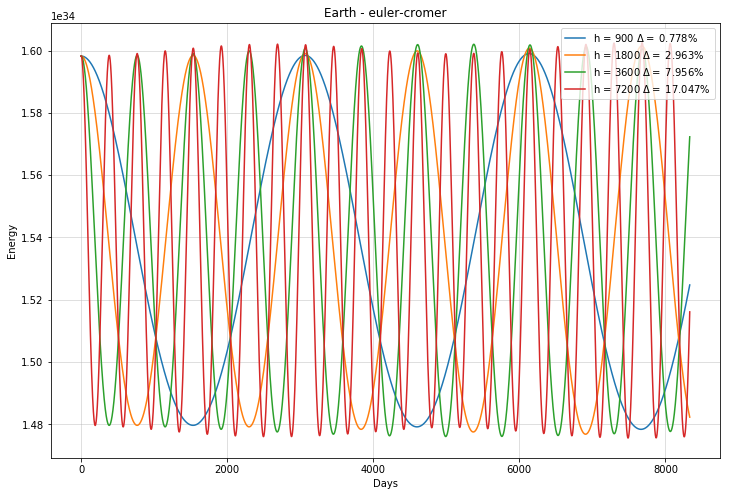 Earth - euler-cromer
1e34
h = 900 Δ = 0.778%
h = 1800 Δ = 2.963%
h = 3600 Δ = 7.956%
h = 7200 Δ = 17.047%
1.60
1.58
1.56
1.54
1.52
1.50
1.48
Energy
0
2000
4000
6000
8000
Days